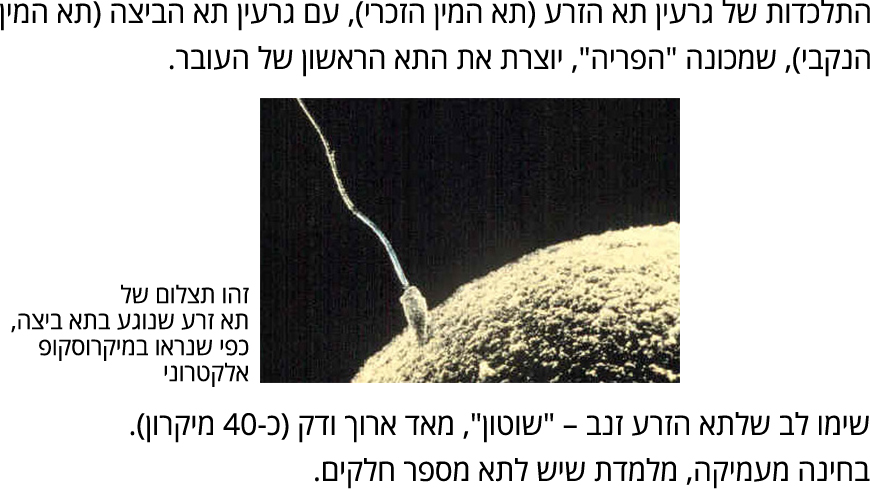 התלכדות של גרעין תא הזרע (תא המין הזכרי), עם גרעין תא הביצה (תא המין
הנקבי), שמכונה "הפריה", יוצרת את התא הראשון של העובר.
זהו תצלום של
תא זרע שנוגע בתא ביצה,
כפי שנראו במיקרוסקופ
אלקטרוני
שימו לב שלתא הזרע זנב – "שוטון", מאד ארוך ודק (כ-40 מיקרון).
בחינה מעמיקה, מלמדת שיש לתא מספר חלקים.